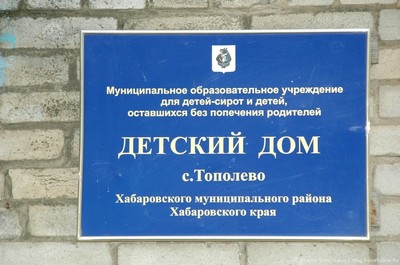 Муниципальное образовательное учреждение
для детей-сирот и детей,
оставшихся без попечения родителей
ДЕТСКИЙ ДОМ
с.Тополево
Хабаровского муниципального района
Хабаровского края